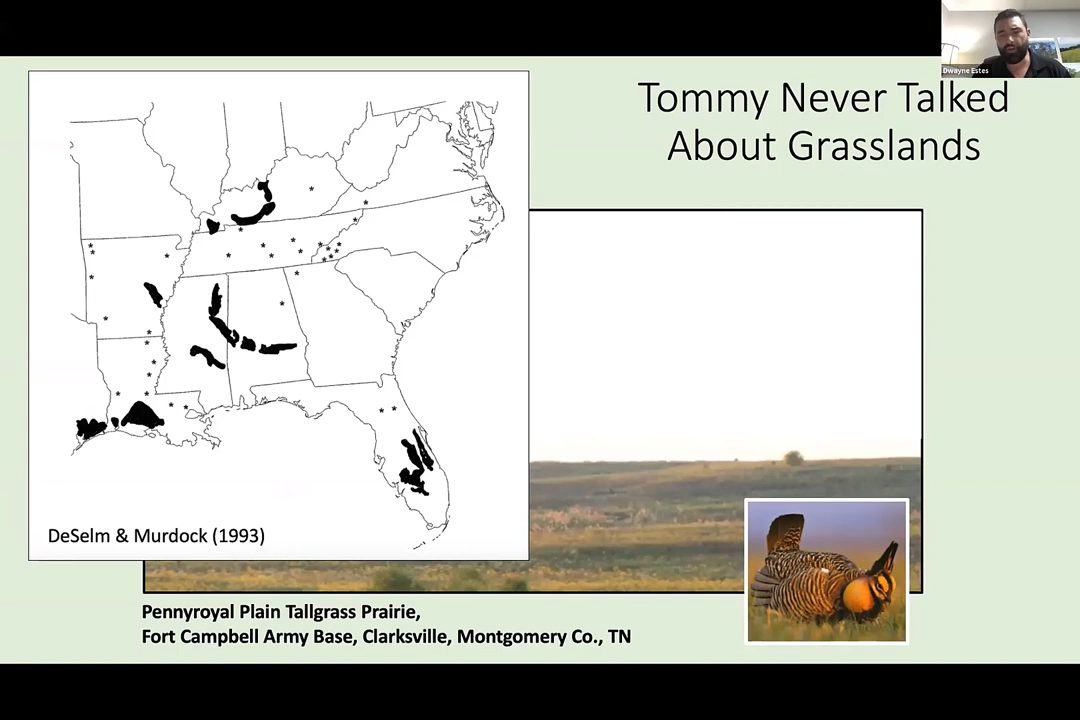 Dwayne Estes
Tommy Never Talked
About Grasslands
DeSelm & Murdock (1993)
Pennyroyal Plain Tallgrass Prairie,
Fort Campbell Army Base, Clarksville, Montgomery Co., TN